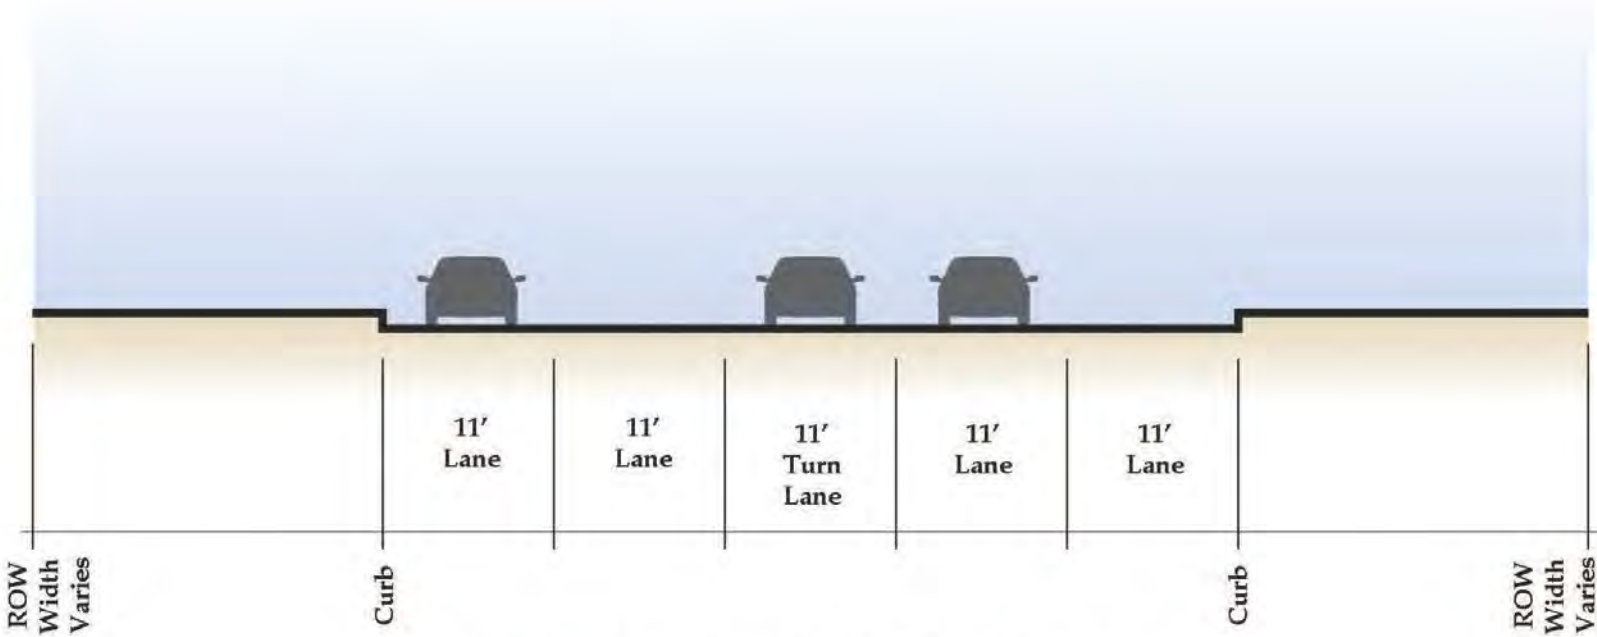 11′
Lane
11′
Lane
11′
Turn
Lane
11′
Lane
11′
Lane
ROW
Width
Varies
Curb
Curb
ROW
Width
Varies